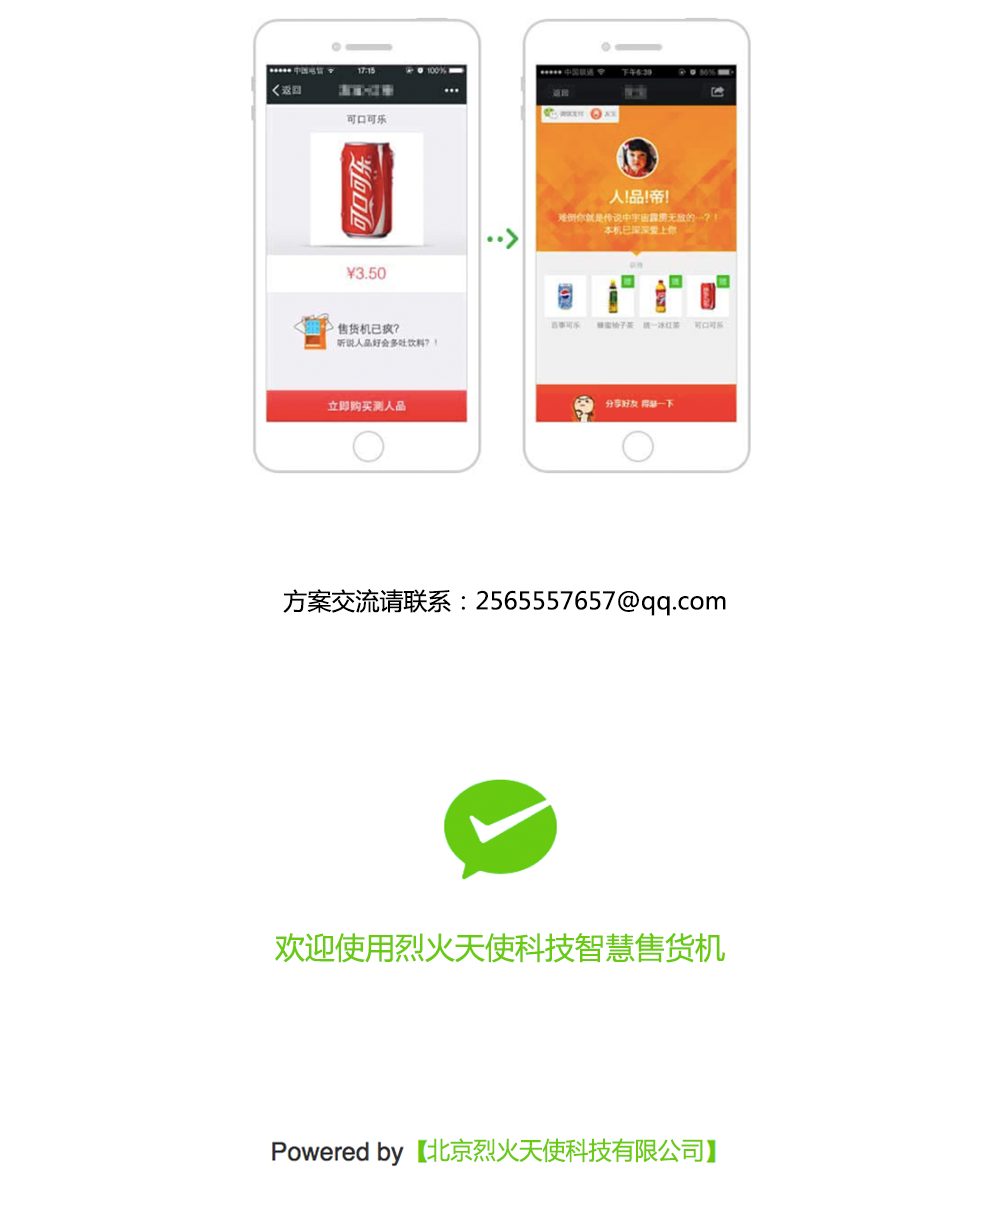 中国电信 17:15 100%
返回
可口可乐
可口可乐
¥3.50
售货机已疯?
听说人品好会多吐饮料?!
立即购买测人品
中国联通 下午6:39 86%
返回
微信支付 友宝
人!品!帝!
难倒你就是传说中宇宙霹雳无敌的一?!
本机已深深爱上你
获得
百事可乐 蜂蜜柚子茶 统一冰红茶 可口可乐
分享好友 得瑟一下
方案交流请联系：2565557657@qq.com
欢迎使用烈火天使科技智慧售货机
Powered by【北京烈火天使科技有限公司】